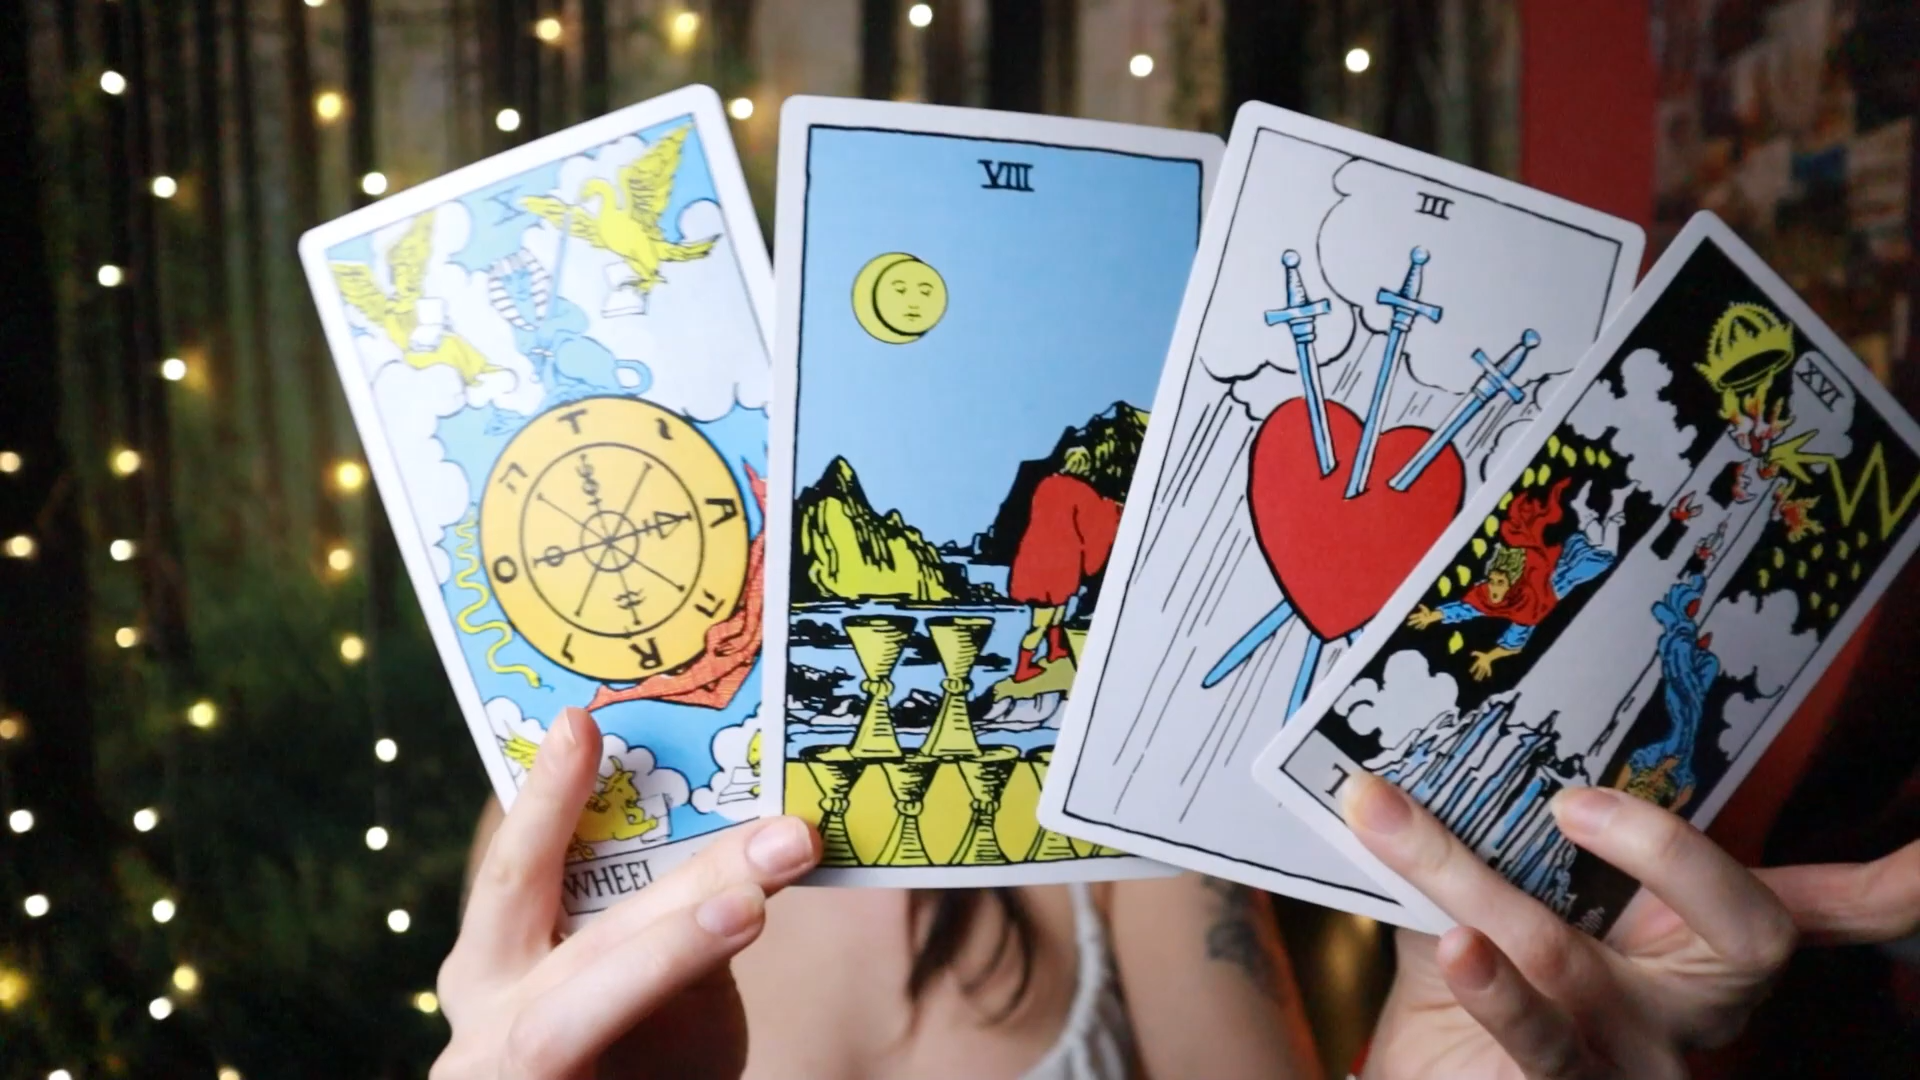 X
WHEEL
T
A
R
O
ה
ו
ה
י
VIII
III
XVI
T